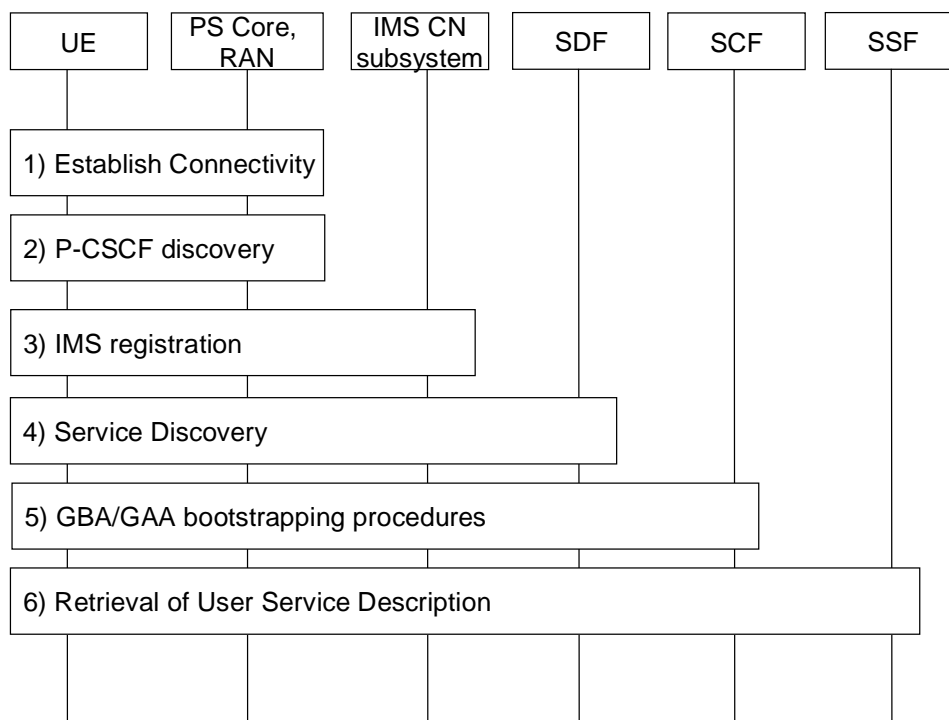 UE
PS Core,
RAN
IMS CN
subsystem
SDF
SCF
SSF
1) Establish Connectivity
2) P-CSCF discovery
3) IMS registration
4) Service Discovery
5) GBA/GAA bootstrapping procedures
6) Retrieval of User Service Description